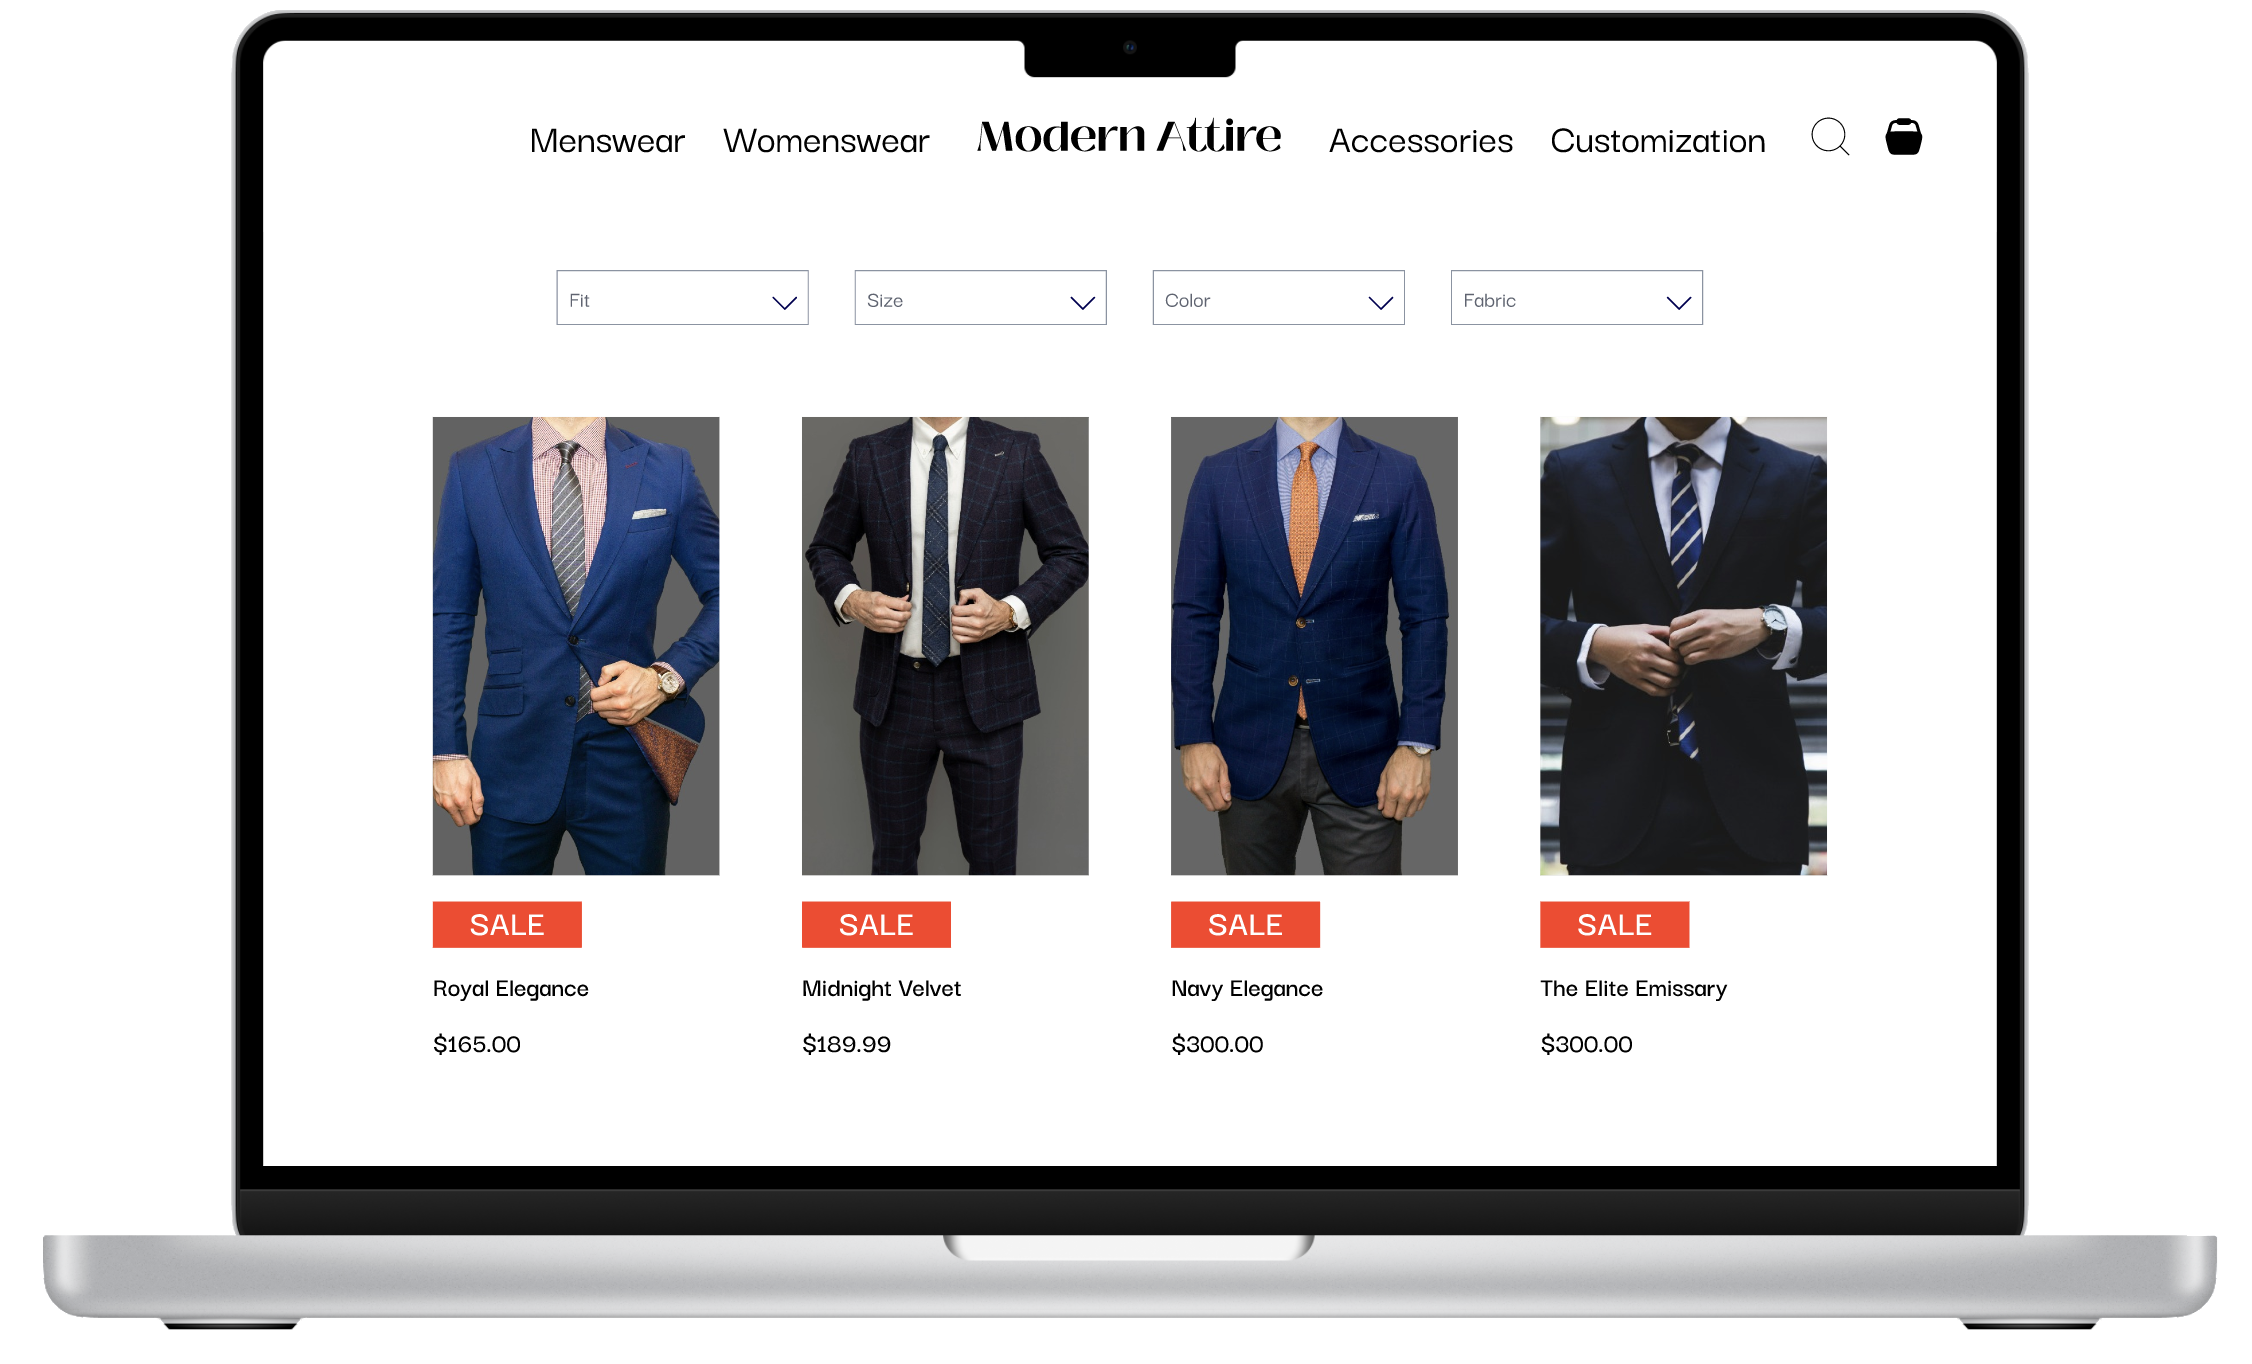 Menswear Womenswear Modern Attire Accessories Customization
Fit Size Color Fabric
SALE SALE SALE SALE
Royal Elegance Midnight Velvet Navy Elegance The Elite Emissary
$165.00 $189.99 $300.00 $300.00